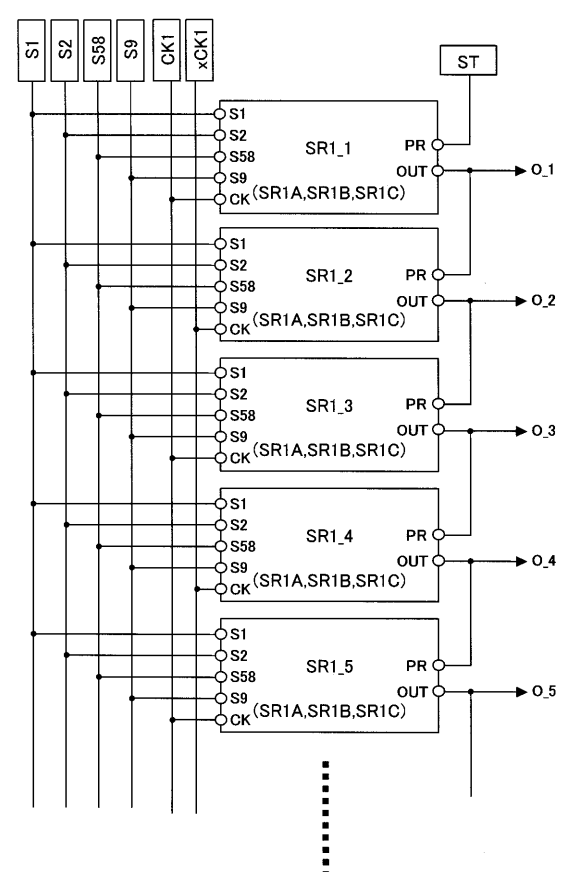 S1 S2 S58 S9 CK1 xCK1
ST
S1
S2
S58
S9
CK
SR1_1
(SR1A,SR1B,SR1C)
PR
OUT
O_1
S1
S2
S58
S9
CK
SR1_2
(SR1A,SR1B,SR1C)
PR
OUT
O_2
S1
S2
S58
S9
CK
SR1_3
(SR1A,SR1B,SR1C)
PR
OUT
O_3
S1
S2
S58
S9
CK
SR1_4
(SR1A,SR1B,SR1C)
PR
OUT
O_4
S1
S2
S58
S9
CK
SR1_5
(SR1A,SR1B,SR1C)
PR
OUT
O_5